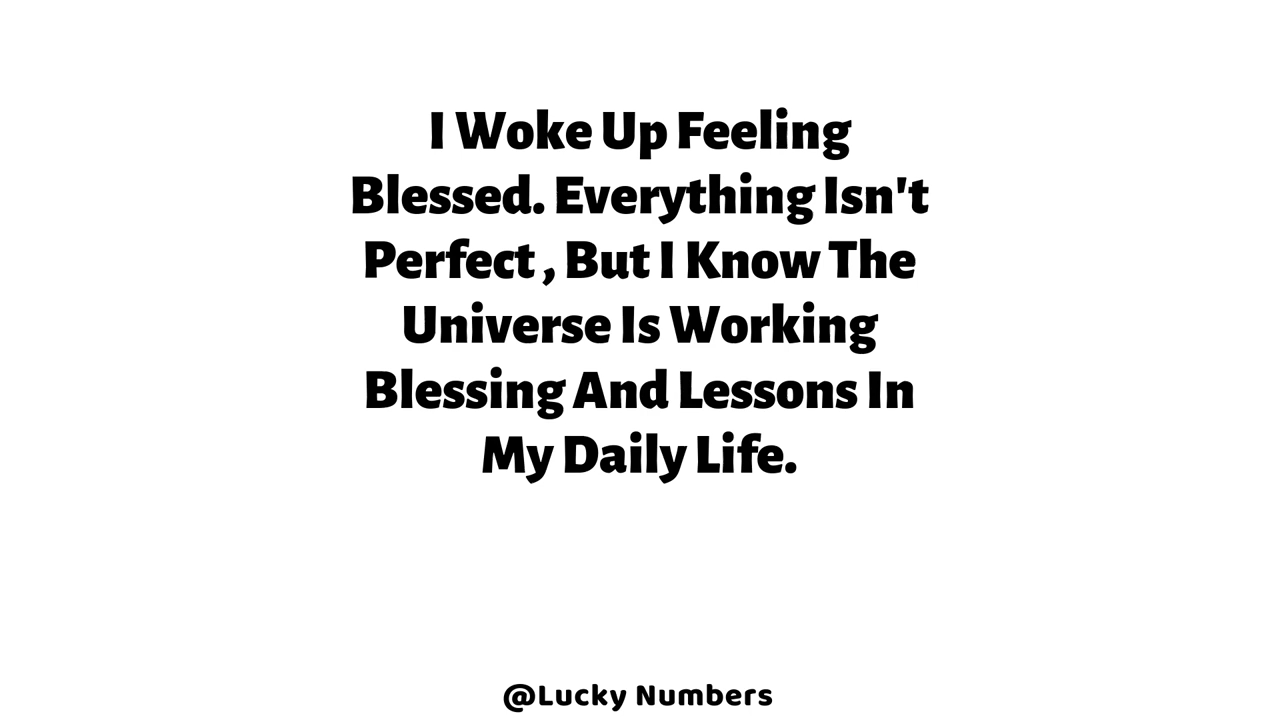 I Woke Up Feeling
Blessed. Everything Isn't
Perfect , But I Know The
Universe Is Working
Blessing And Lessons In
My Daily Life.
@Lucky Numbers